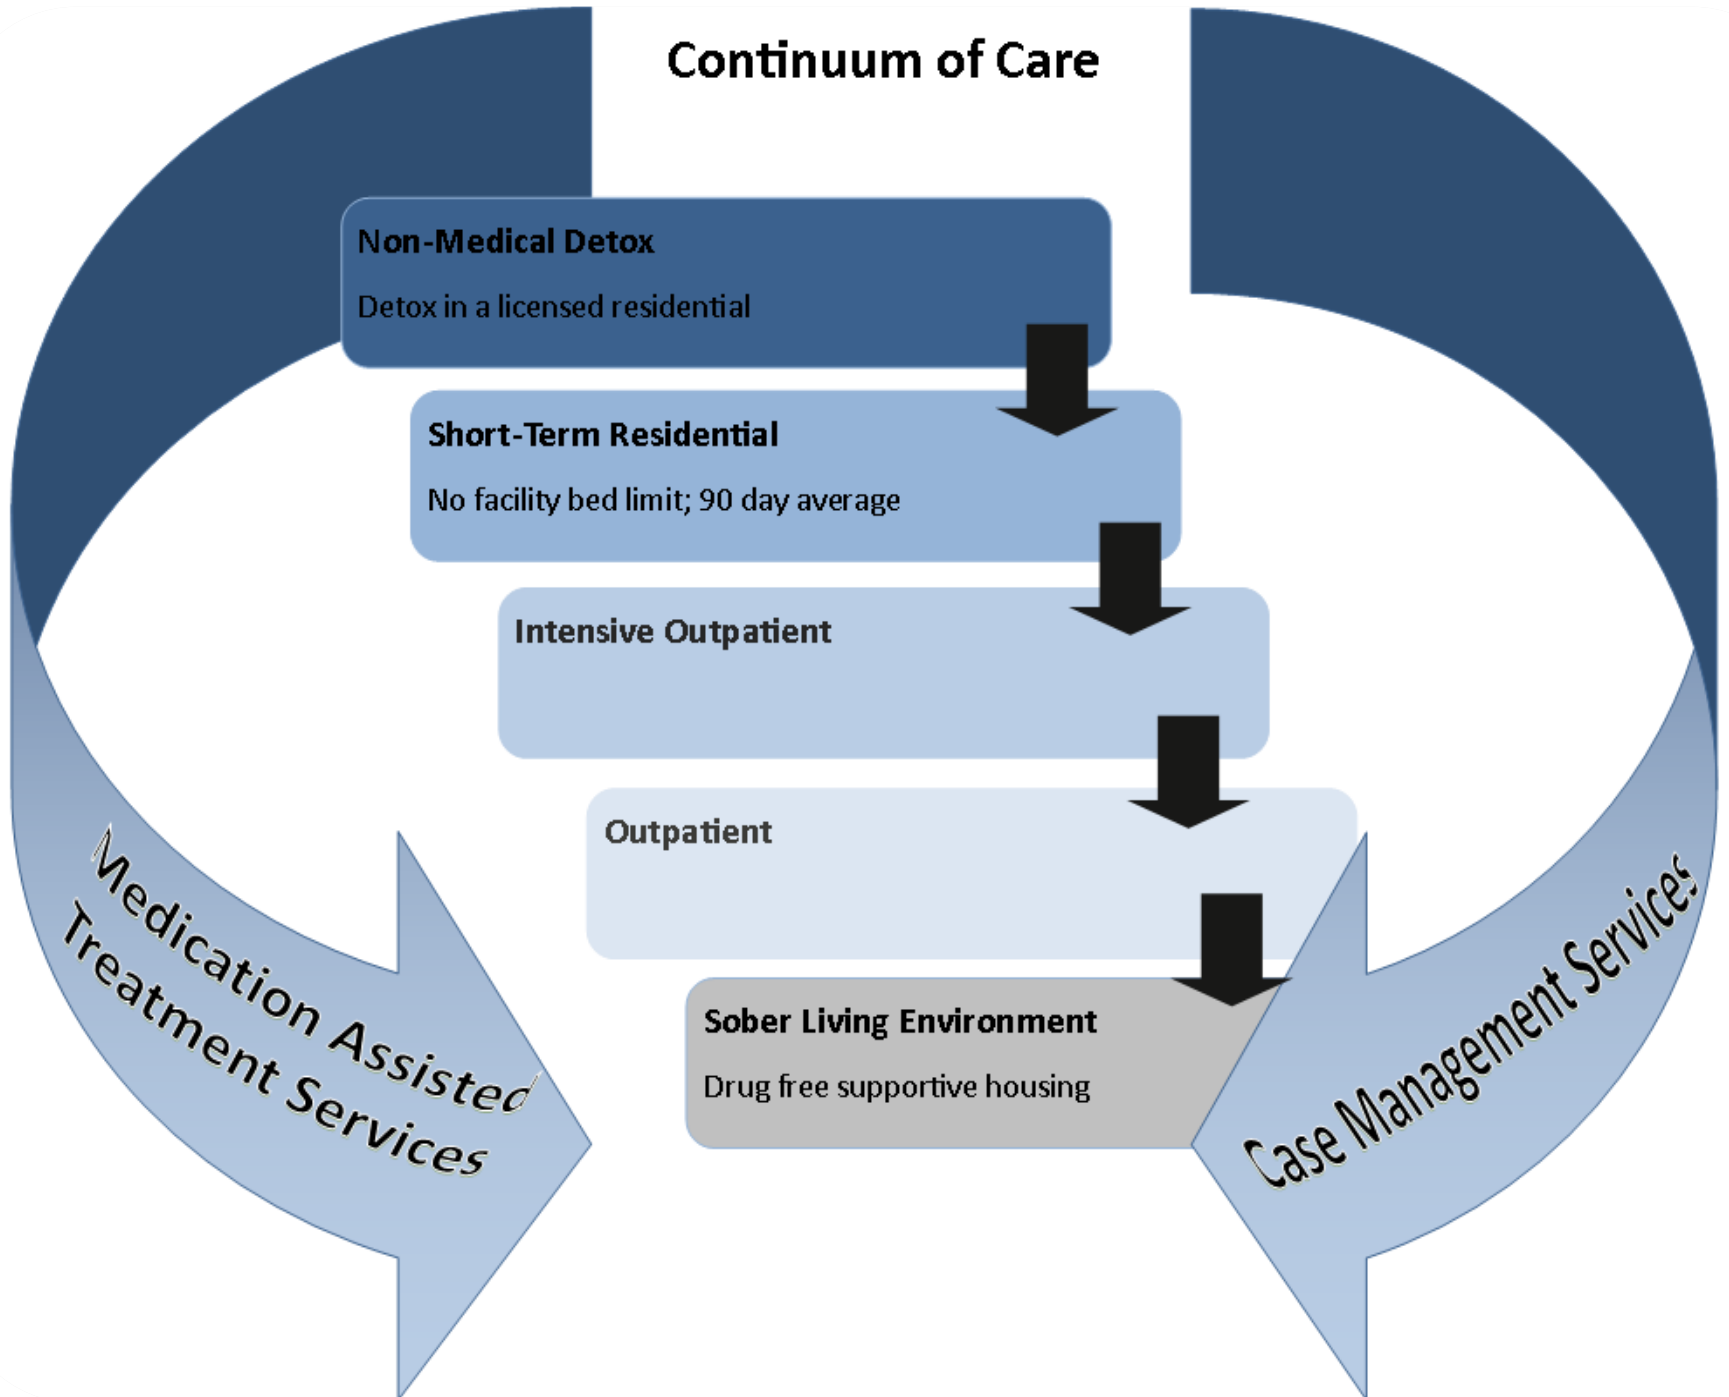 Continuum of Care
Non-Medical Detox
Detox in a licensed residential
Short-Term Residential
No facility bed limit; 90 day average
Intensive Outpatient
Outpatient
Sober Living Environment
Drug free supportive housing
Medication Assisted
Treatment Services
Case Management Services